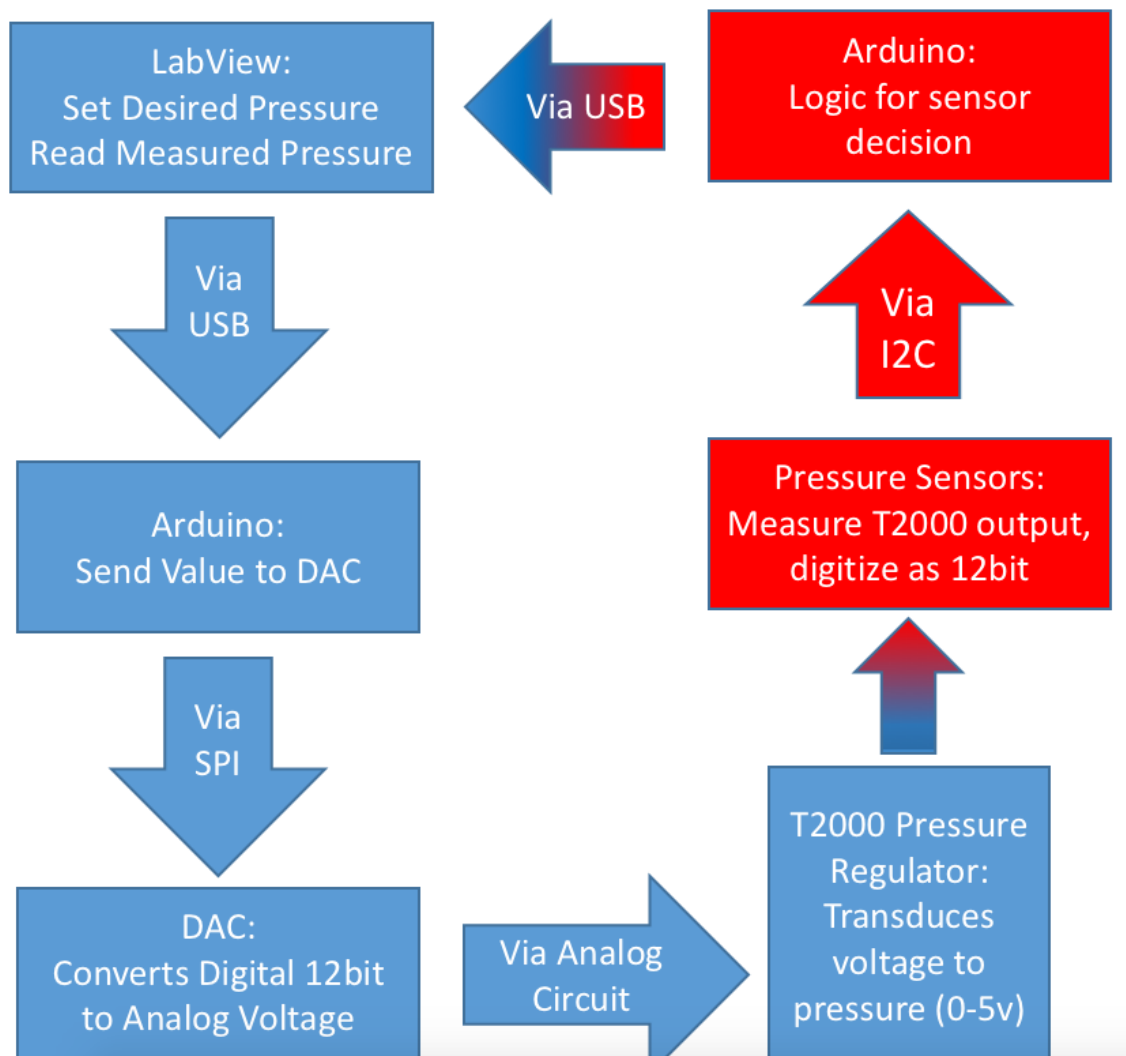 LabView:
Set Desired Pressure
Read Measured Pressure
Via
USB
Arduino:
Send Value to DAC
Via
SPI
DAC:
Converts Digital 12bit
to Analog Voltage
Via Analog
Circuit
T2000 Pressure
Regulator:
Transduces
voltage to
pressure (0-5v)
Pressure Sensors:
Measure T2000 output,
digitize as 12bit
Via
I2C
Arduino:
Logic for sensor
decision
Via USB